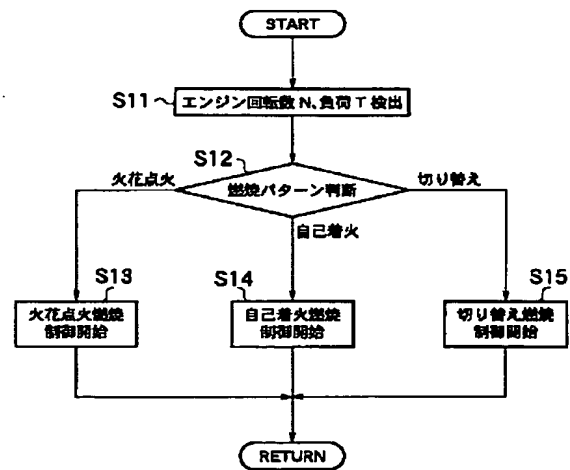 START
S11
エンジン回転数 N、負荷 T 検出
S12
燃焼パターン判断
火花点火
切り替え
自己着火
S13
火花点火燃焼
制御開始
S14
自己着火燃焼
制御開始
S15
切り替え燃焼
制御開始
RETURN